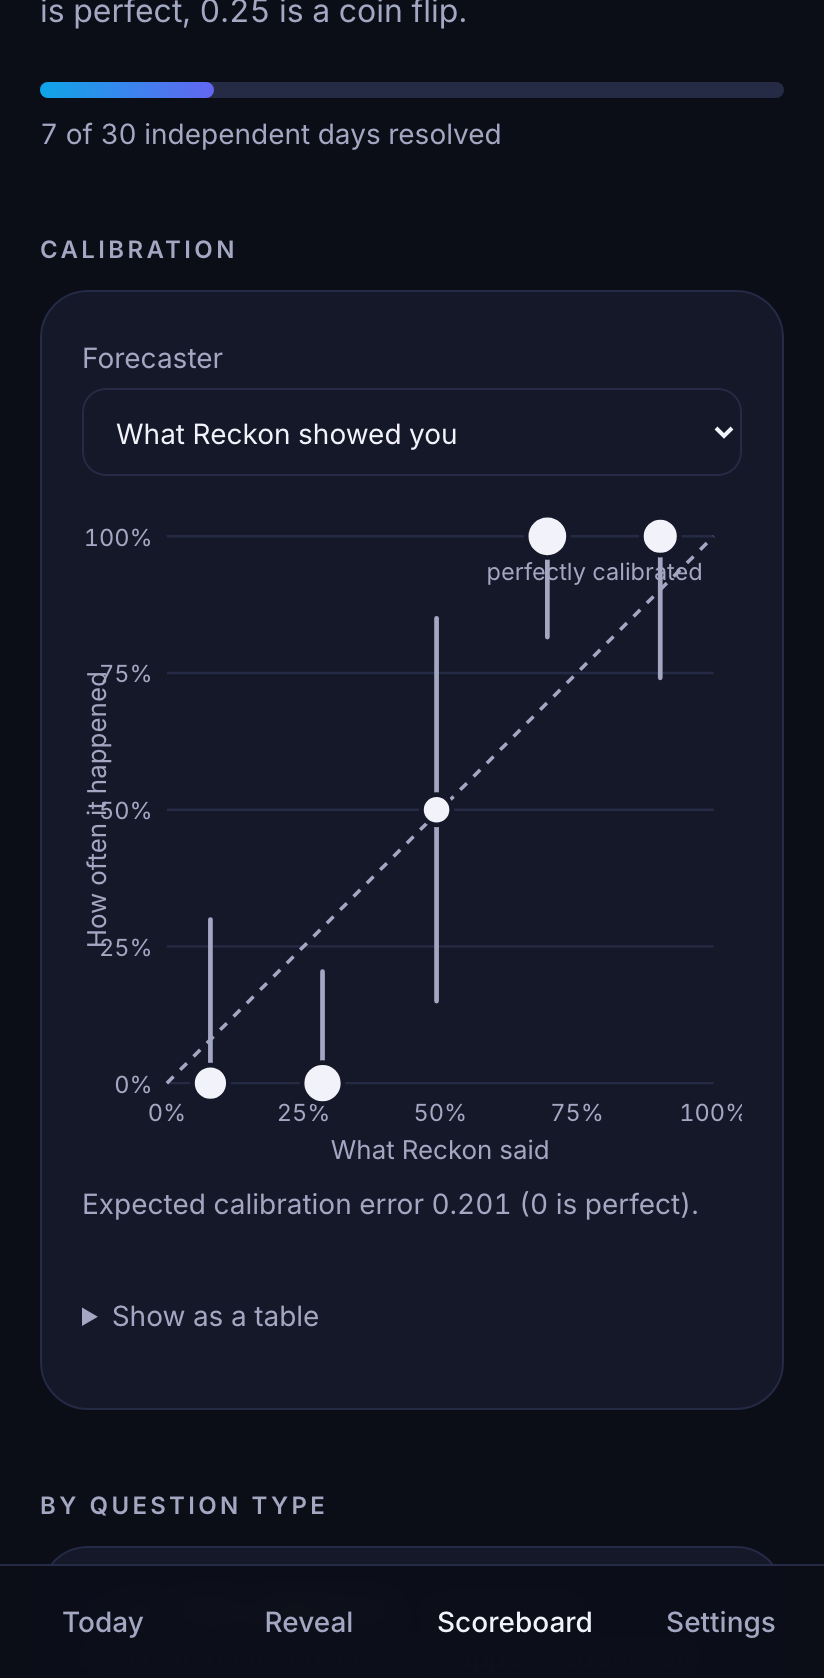 is perfect, 0.25 is a coin flip.
7 of 30 independent days resolved
CALIBRATION
Forecaster
What Reckon showed you
100%
perfectly calibrated
75%
How often it happened
50%
25%
0%
0%
25%
50%
75%
100%
What Reckon said
Expected calibration error 0.201 (0 is perfect).
Show as a table
BY QUESTION TYPE
Today
Reveal
Scoreboard
Settings